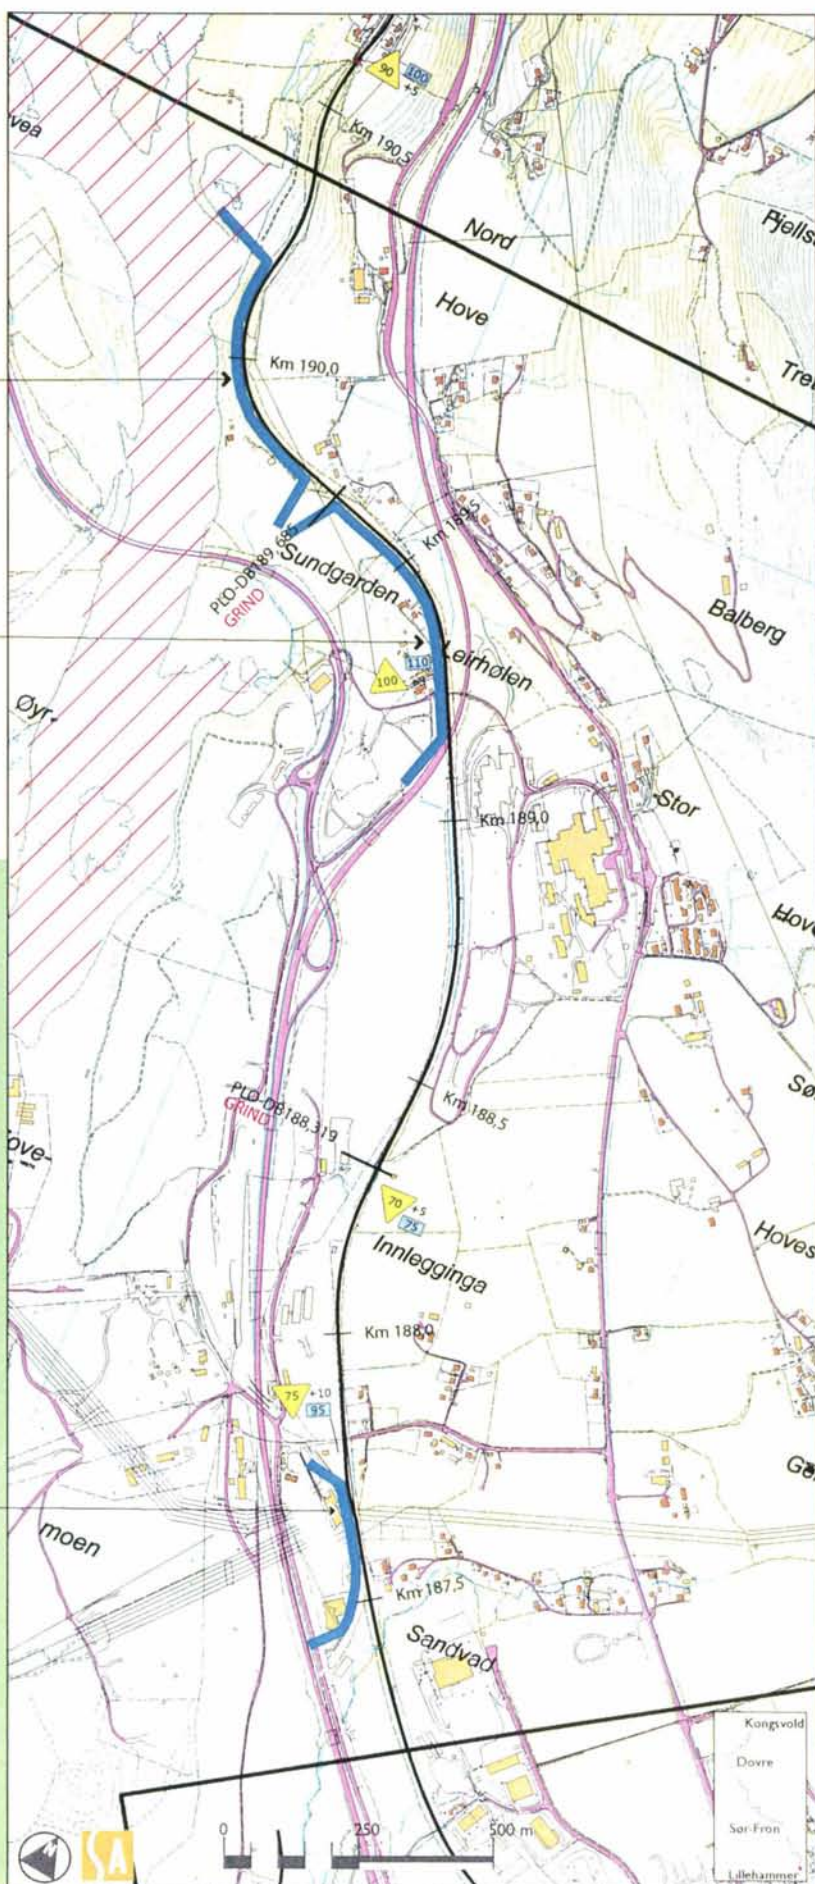 90
100
+5
Km 190,5
vea
Nord
Hove
Km 190,0
Km 189,5
Sundgarden
PLO-DB189,685
GRIND
Balberg
Leirhølen
110
100
Øyr-
Stor
Km 189,0
Km 188,5
PLO-DB188,319
GRIND
70
+5
75
Innlegginga
Km 188,0
75
+10
95
moen
Km 187,5
Sandvad
Kongsvold
Dovre
Sør-Fron
Lillehammer
0
250
500 m
SA